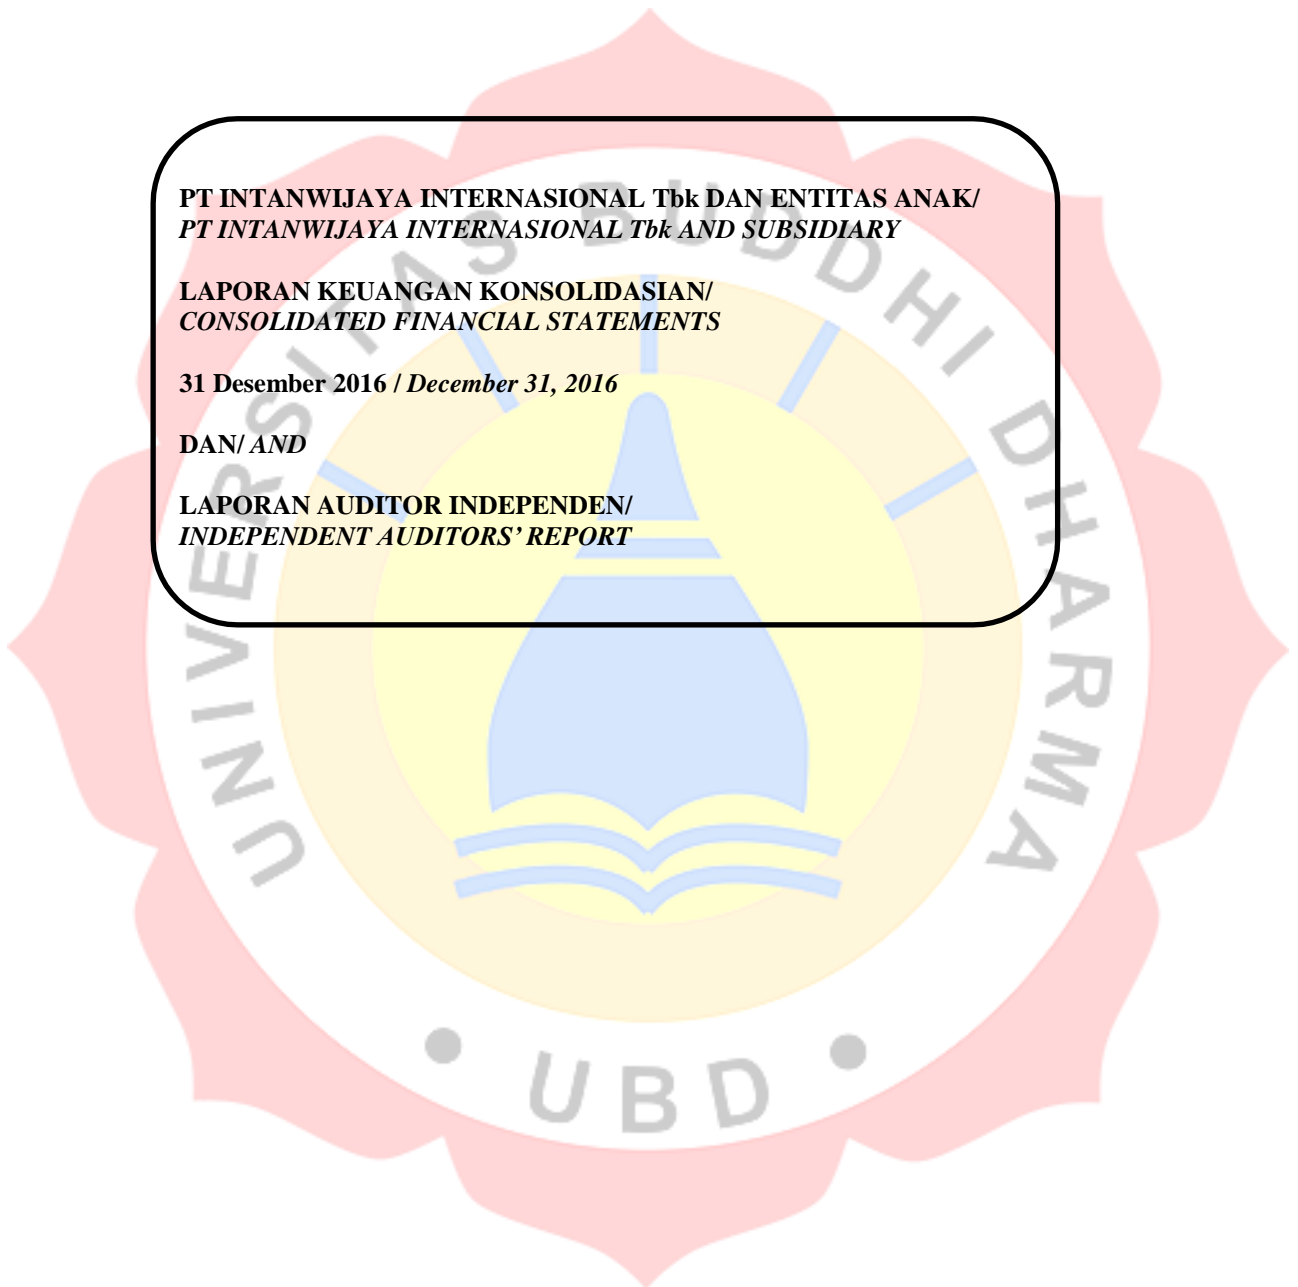 PT INTANWIJAYA INTERNASIONAL Tbk DAN ENTITAS ANAK/
PT INTANWIJAYA INTERNASIONAL Tbk AND SUBSIDIARY
LAPORAN KEUANGAN KONSOLIDASIAN/
CONSOLIDATED FINANCIAL STATEMENTS
31 Desember 2016 / December 31, 2016
DAN/ AND
LAPORAN AUDITOR INDEPENDEN/
INDEPENDENT AUDITORS’ REPORT
UNIVERSITAS BUDDHI DHARMA
• UBD •